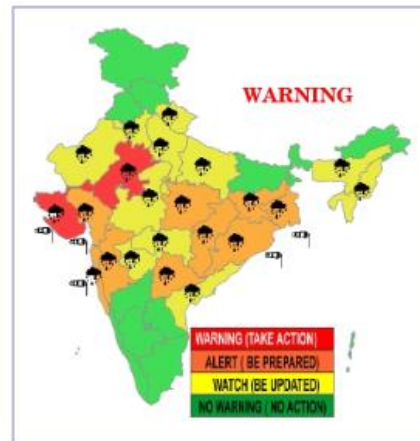 WARNING
WARNING (TAKE ACTION)
ALERT ( BE PREPARED)
WATCH (BE UPDATED)
NO WARNING ( NO ACTION)